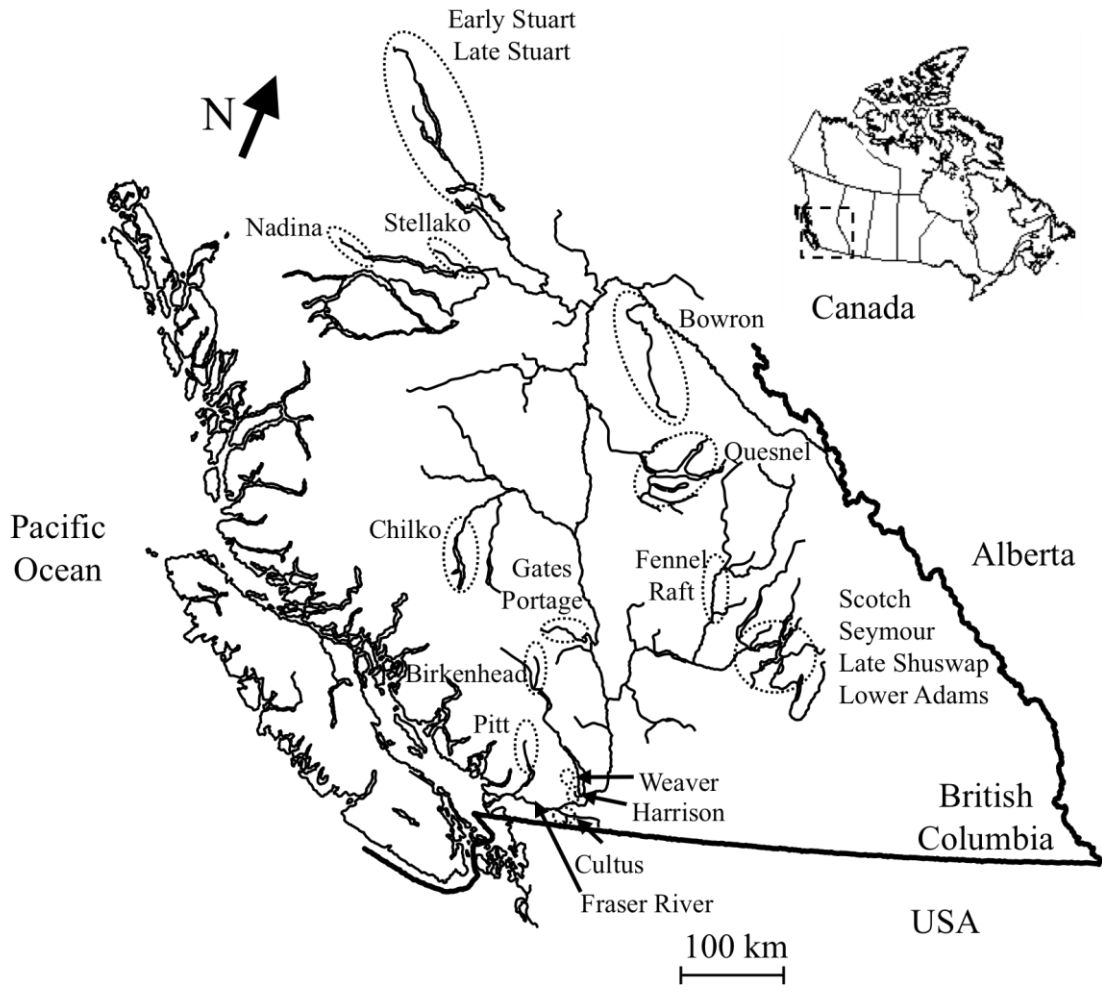 Early Stuart
Late Stuart
N
Nadina
Stellako
Bowron
Canada
Quesnel
Pacific
Ocean
Chilko
Gates
Portage
Fennel
Raft
Alberta
Scotch
Seymour
Late Shuswap
Lower Adams
Birkenhead
Pitt
Weaver
Harrison
British
Columbia
Cultus
Fraser River
USA
100 km